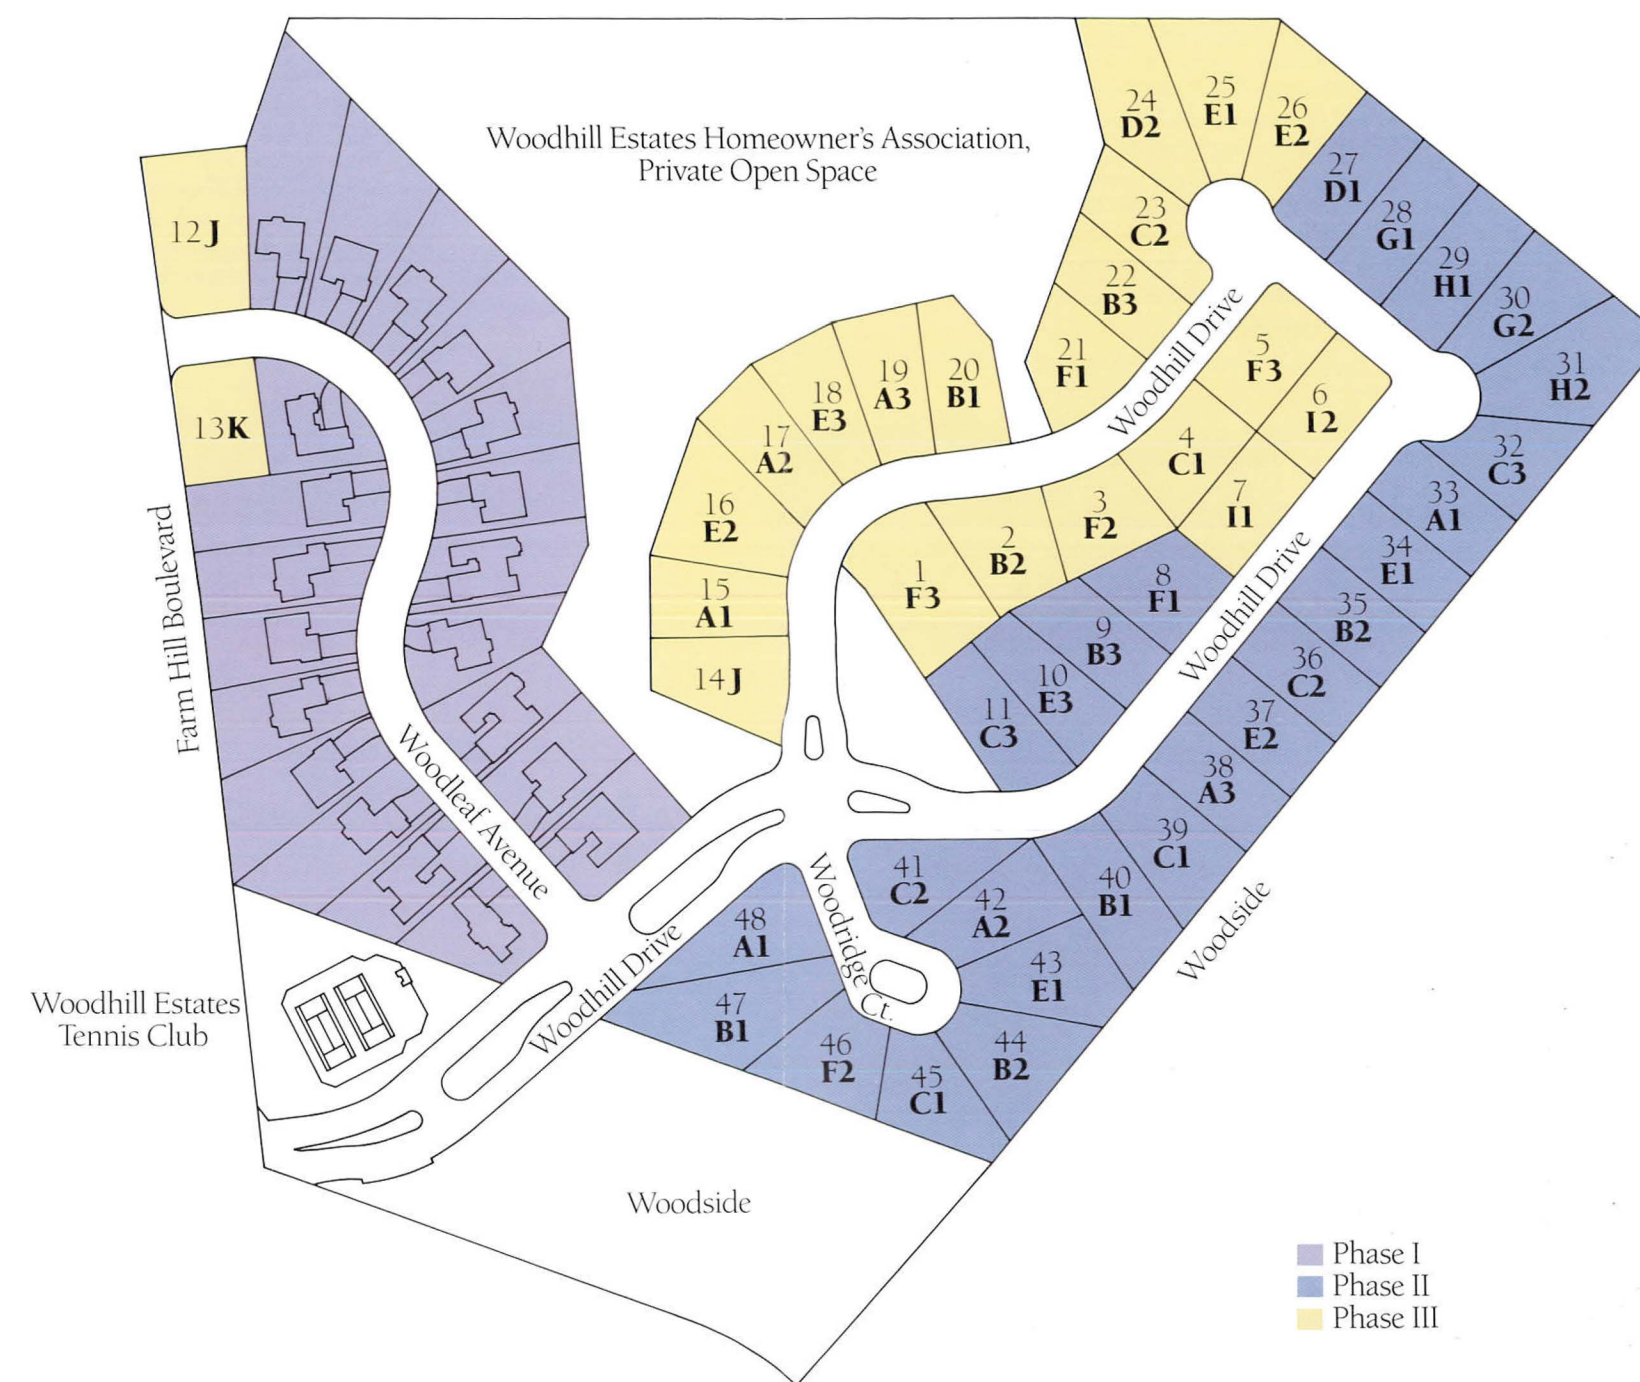 Woodhill Estates Homeowner's Association,
Private Open Space
24
D2
25
E1
26
E2
27
D1
28
G1
29
H1
30
G2
31
H2
32
C3
33
A1
34
E1
35
B2
36
C2
37
E2
38
A3
39
C1
40
B1
23
C2
22
B3
21
F1
20
B1
19
A3
18
E3
17
A2
16
E2
15
A1
14 J
12 J
13 K
5
F3
6
I2
4
C1
7
I1
3
F2
2
B2
1
F3
8
F1
9
B3
10
E3
11
C3
Woodhill Drive
Woodhill Drive
Farm Hill Boulevard
Woodleaf Avenue
Woodhill Drive
Woodridge Ct.
41
C2
42
A2
43
E1
44
B2
45
C1
46
F2
47
B1
48
A1
Woodside
Woodhill Estates
Tennis Club
Woodside
Phase I
Phase II
Phase III